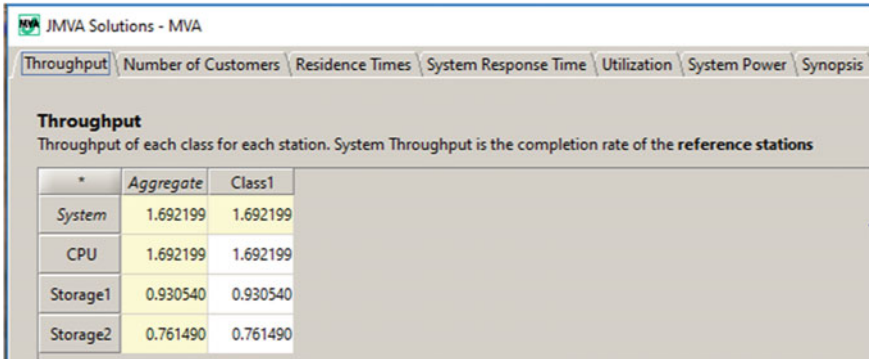 MVA JMVA Solutions - MVA
Throughput Number of Customers Residence Times System Response Time Utilization System Power Synopsis
Throughput
Throughput of each class for each station. System Throughput is the completion rate of the reference stations
* Aggregate Class1
System 1.692199 1.692199
CPU 1.692199 1.692199
Storage1 0.930540 0.930540
Storage2 0.761490 0.761490